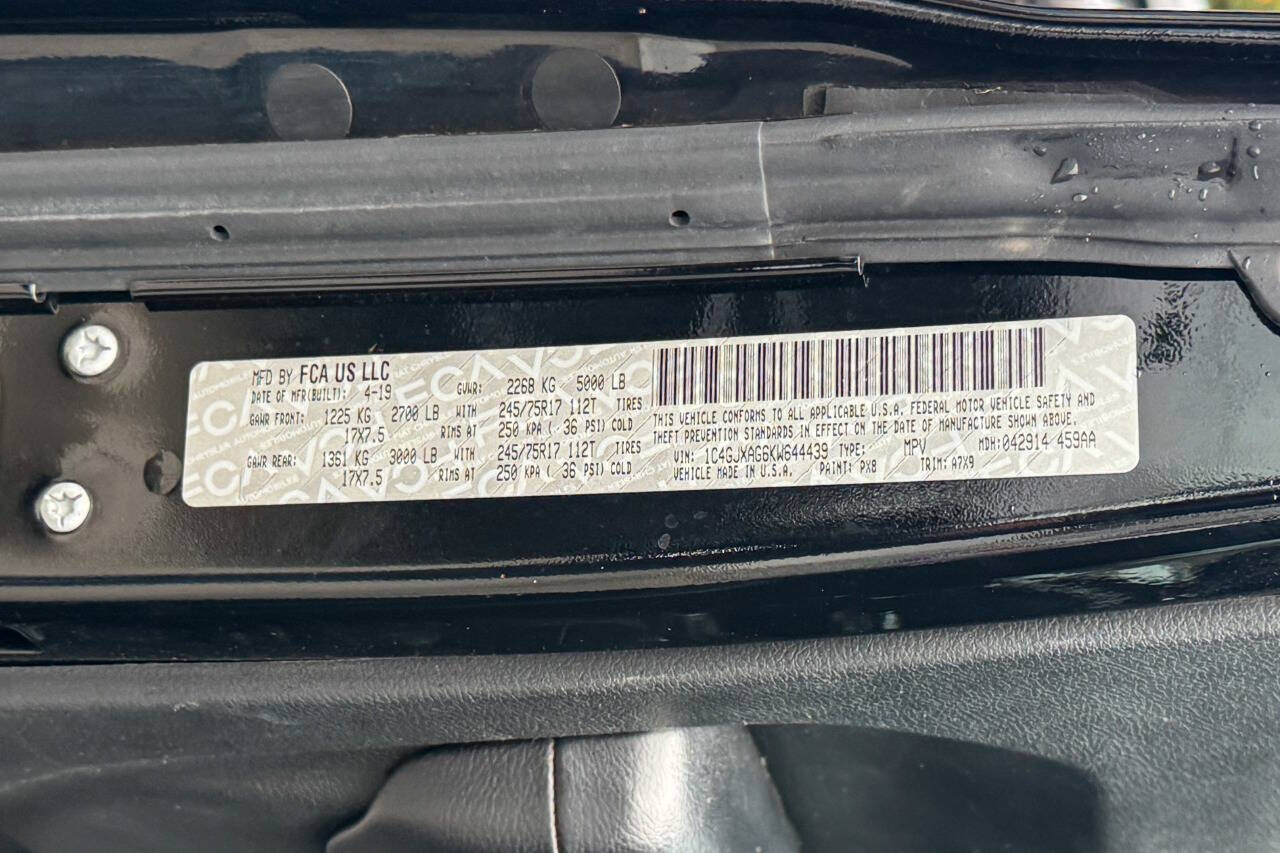 MFD BY FCA US LLC
DATE OF MFR(BUILT): 4-19 GVWR: 2268 KG 5000 LB
GAWR FRONT: 1225 KG 2700 LB WITH 245/75R17 112T TIRES
17X7.5 RIMS AT 250 KPA ( 36 PSI) COLD
GAWR REAR: 1361 KG 3000 LB WITH 245/75R17 112T TIRES
17X7.5 RIMS AT 250 KPA ( 36 PSI) COLD
THIS VEHICLE CONFORMS TO ALL APPLICABLE U.S.A. FEDERAL MOTOR VEHICLE SAFETY AND
THEFT PREVENTION STANDARDS IN EFFECT ON THE DATE OF MANUFACTURE SHOWN ABOVE.
VIN: 1C4GJXAG6KW644439 TYPE: MPV MDH: 042914 459AA
VEHICLE MADE IN U.S.A. PAINT: PX8 TRIM: A7X9